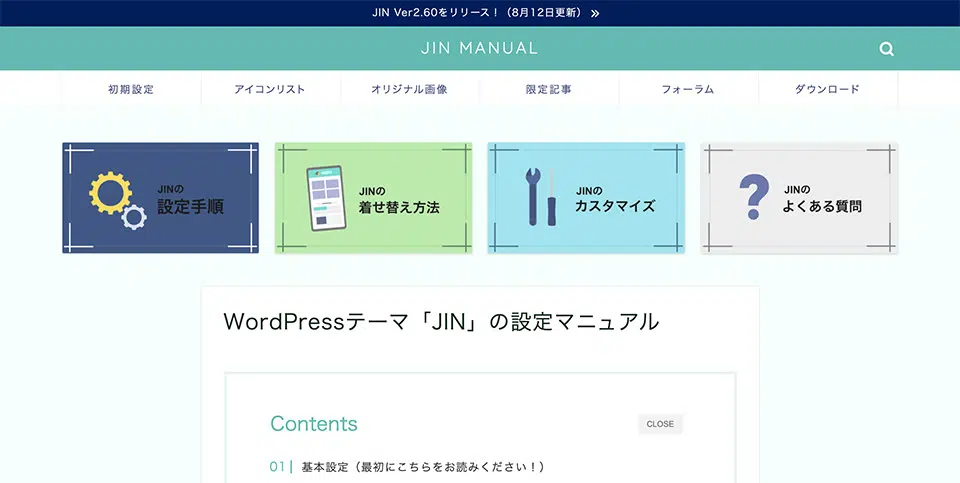 JIN Ver2.60をリリース！（8月12日更新）
JIN MANUAL
初期設定
アイコンリスト
オリジナル画像
限定記事
フォーラム
ダウンロード
JINの
設定手順
JINの
着せ替え方法
JINの
カスタマイズ
JINの
よくある質問
WordPressテーマ「JIN」の設定マニュアル
Contents
CLOSE
01 基本設定（最初にこちらをお読みください！）